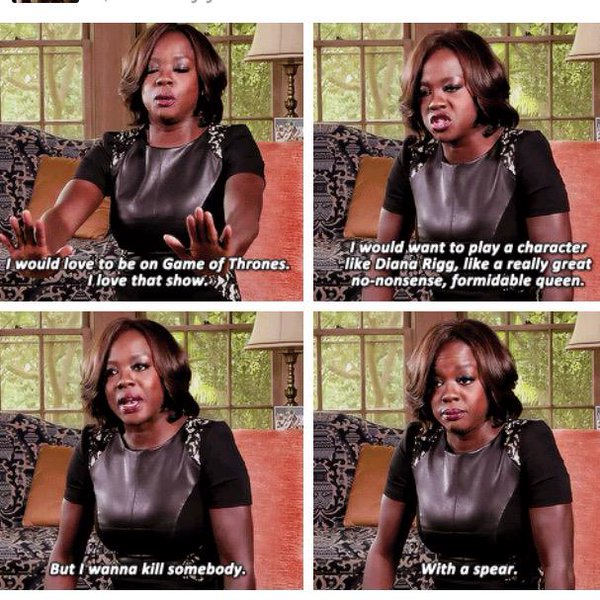 I would love to be on Game of Thrones.
I love that show.
I would want to play a character
like Diana Rigg, like a really great
no-nonsense, formidable queen.
But I wanna kill somebody.
With a spear.